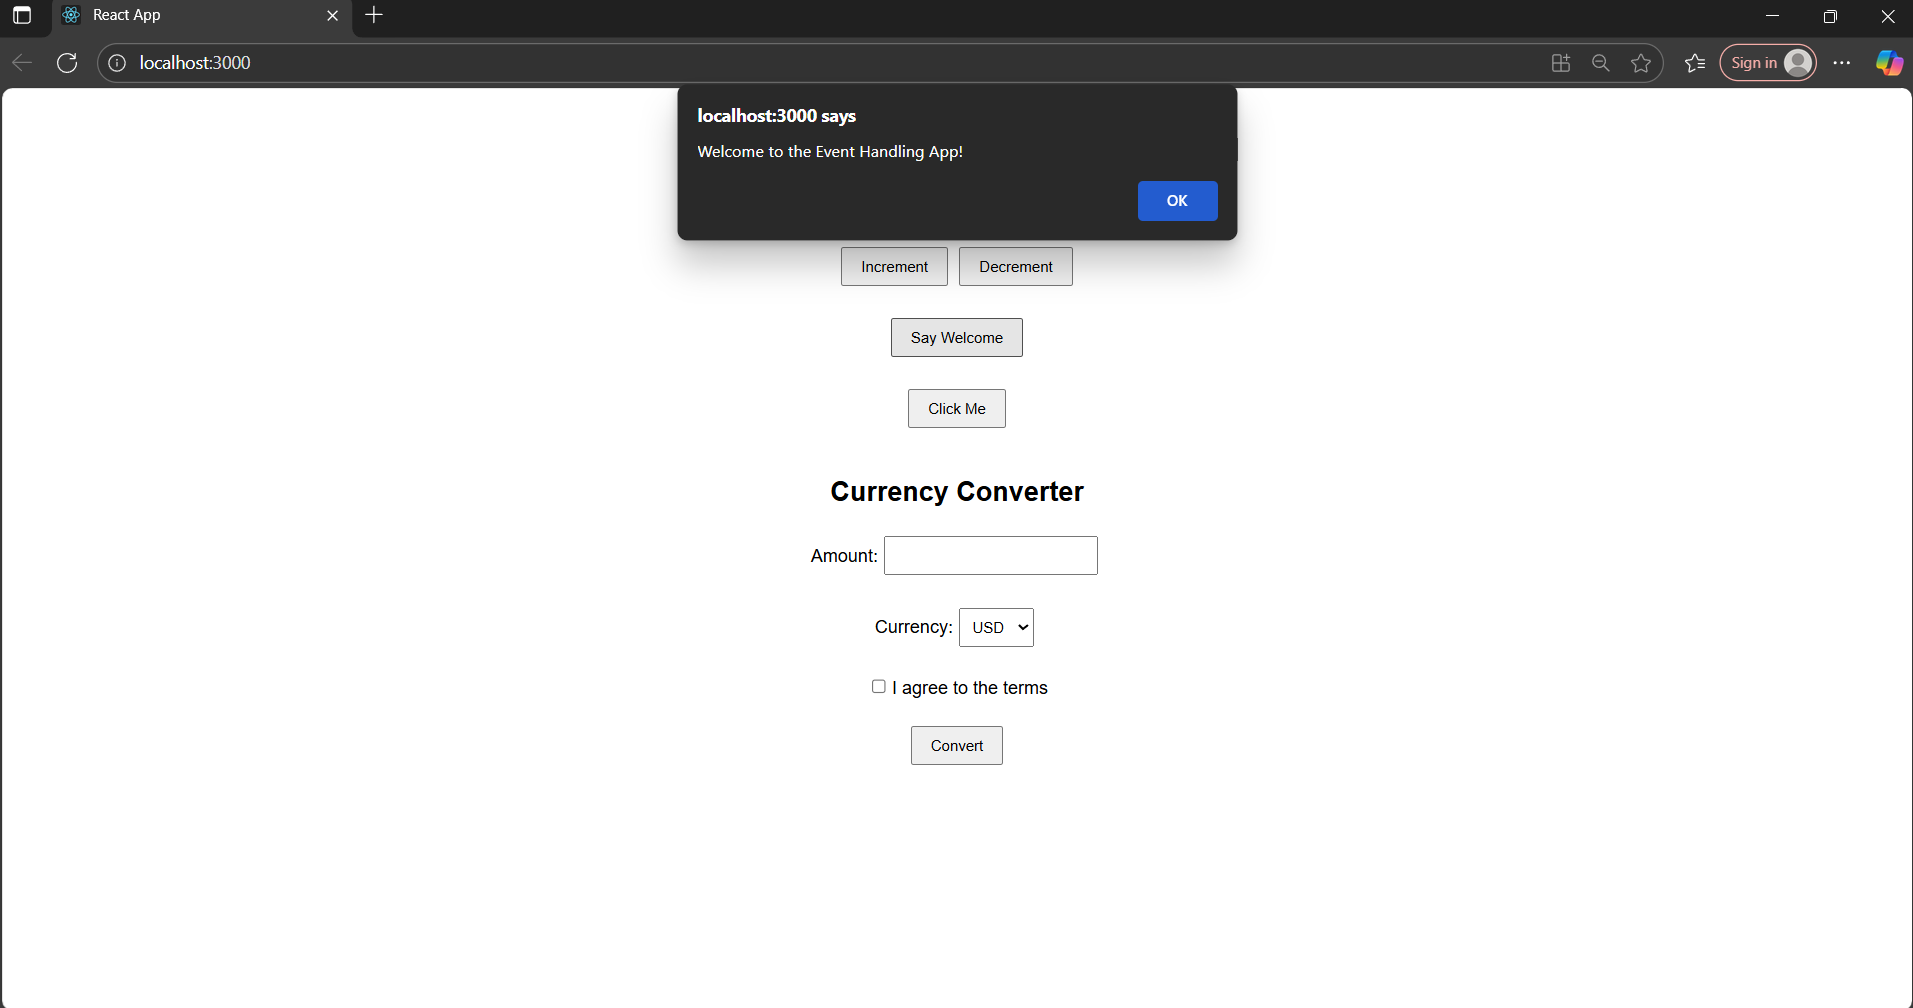 React App
localhost:3000
Sign in
localhost:3000 says
Welcome to the Event Handling App!
OK
Increment Decrement
Say Welcome
Click Me
Currency Converter
Amount:
Currency: USD
I agree to the terms
Convert